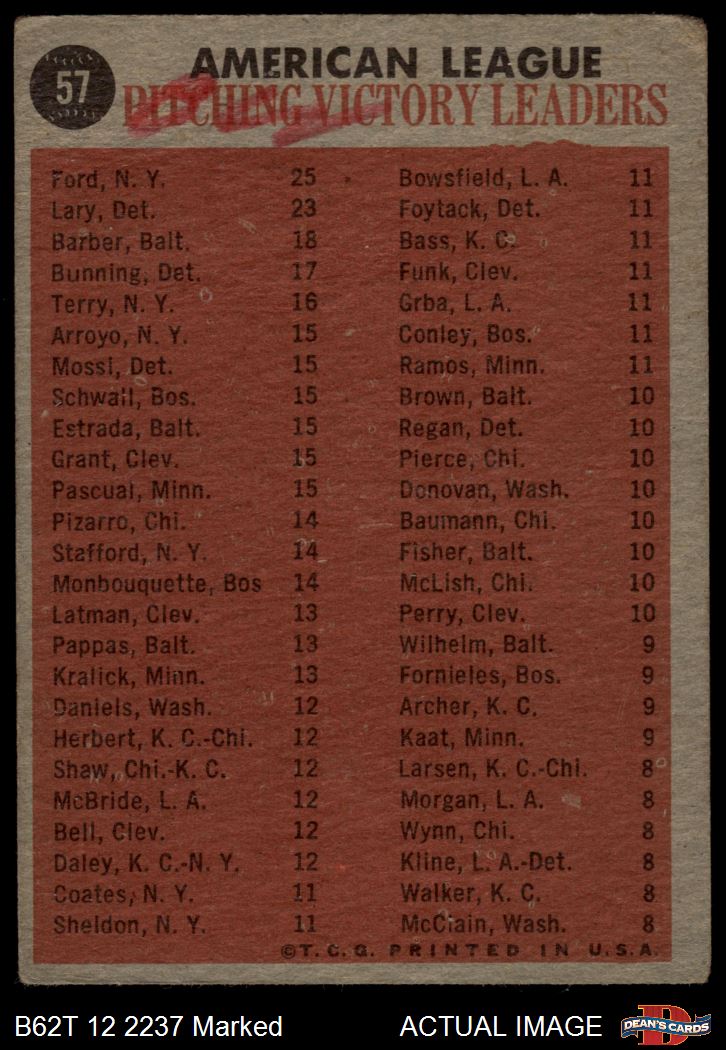 57
AMERICAN LEAGUE
PITCHING VICTORY LEADERS
Ford, N. Y. 25
Lary, Det. 23
Barber, Balt. 18
Bunning, Det. 17
Terry, N. Y. 16
Arroyo, N. Y. 15
Mossi, Det. 15
Schwall, Bos. 15
Estrada, Balt. 15
Grant, Clev. 15
Pascual, Minn. 15
Pizarro, Chi. 14
Stafford, N. Y. 14
Monbouquette, Bos 14
Latman, Clev. 13
Pappas, Balt. 13
Kralick, Minn. 13
Daniels, Wash. 12
Herbert, K. C.-Chi. 12
Shaw, Chi.-K. C. 12
McBride, L. A. 12
Bell, Clev. 12
Daley, K. C.-N. Y. 12
Coates, N. Y. 11
Sheldon, N. Y. 11
Bowsfield, L. A. 11
Foytack, Det. 11
Bass, K. C. 11
Funk, Clev. 11
Grba, L. A. 11
Conley, Bos. 11
Ramos, Minn. 11
Brown, Balt. 10
Regan, Det. 10
Pierce, Chi. 10
Donovan, Wash. 10
Baumann, Chi. 10
Fisher, Balt. 10
McLish, Chi. 10
Perry, Clev. 10
Wilhelm, Balt. 9
Fornieles, Bos. 9
Archer, K. C. 9
Kaat, Minn. 9
Larsen, K. C.-Chi. 8
Morgan, L. A. 8
Wynn, Chi. 8
Kline, L. A.-Det. 8
Walker, K. C. 8
McClain, Wash. 8
©T. C. G. PRINTED IN U.S.A.
B62T 12 2237 Marked
ACTUAL IMAGE
D
DEAN'S CARDS